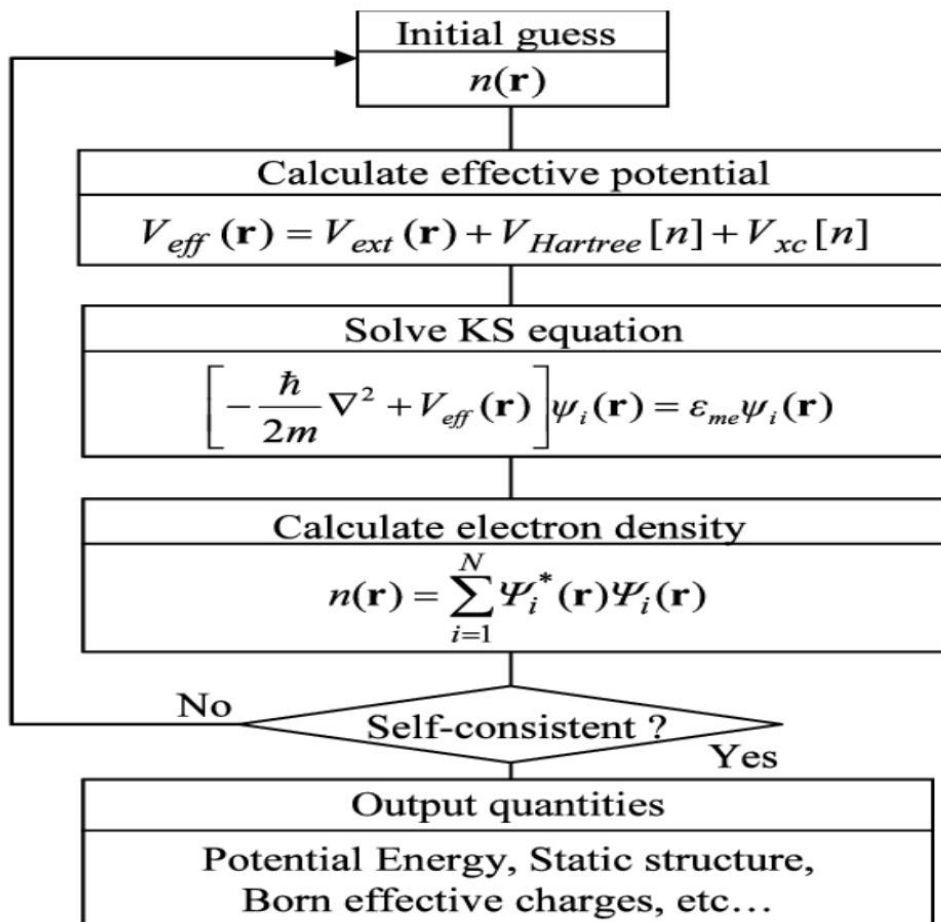 Initial guess
n(r)
Calculate effective potential
V_eff (r) = V_ext (r) + V_Hartree [n] + V_xc [n]
Solve KS equation
[-ℏ/2m ∇² + V_eff (r)] ψ_i (r) = ε_me ψ_i (r)
Calculate electron density
n(r) = ∑_{i=1}^{N} Ψ_i^* (r) Ψ_i (r)
No
Self-consistent ?
Yes
Output quantities
Potential Energy, Static structure,
Born effective charges, etc…